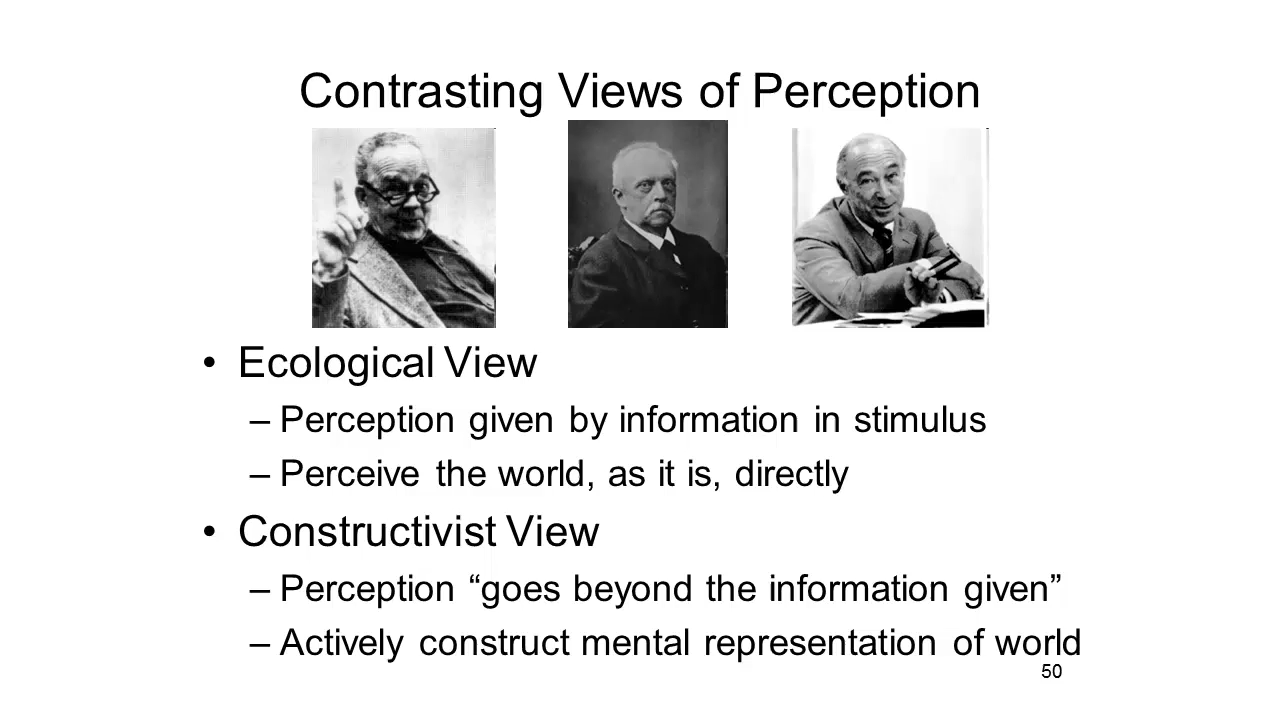 Contrasting Views of Perception
• Ecological View
– Perception given by information in stimulus
– Perceive the world, as it is, directly
• Constructivist View
– Perception “goes beyond the information given”
– Actively construct mental representation of world
50